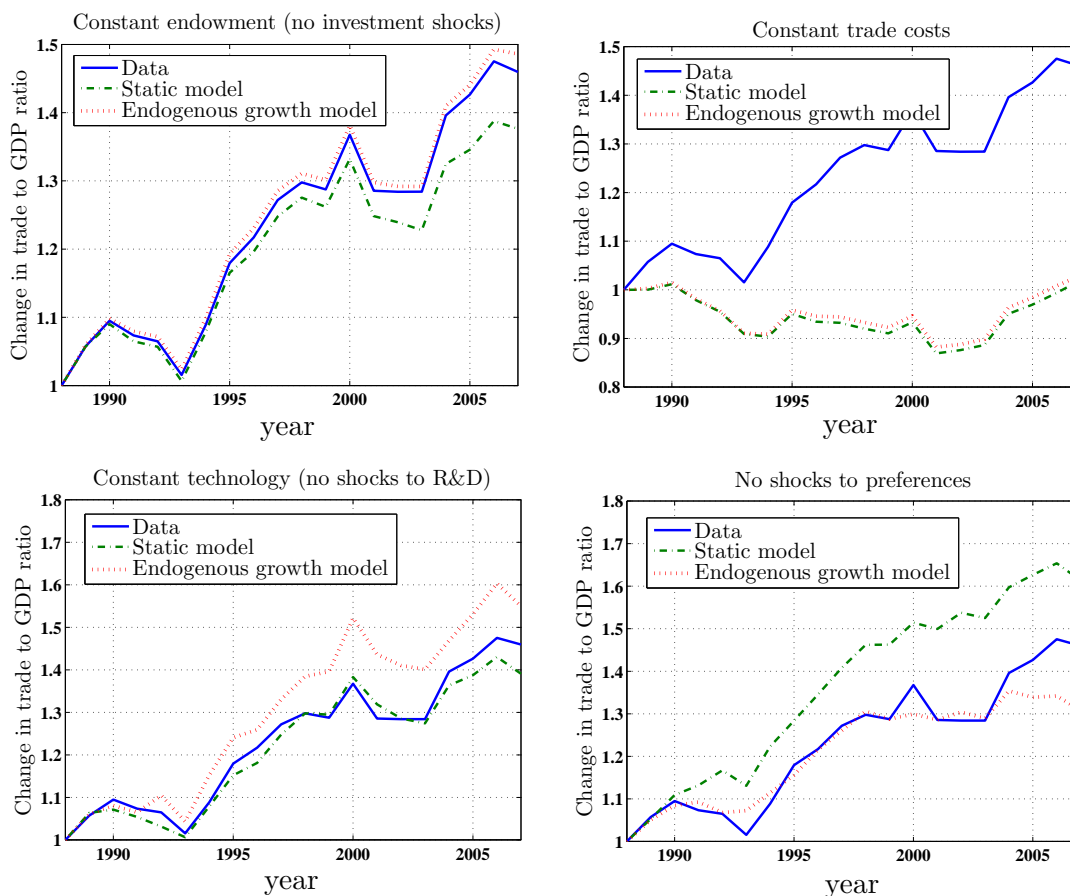 Constant endowment (no investment shocks)
Change in trade to GDP ratio
1.5
1.4
1.3
1.2
1.1
1
Data
Static model
Endogenous growth model
1990
1995
2000
2005
year
Constant trade costs
Change in trade to GDP ratio
1.5
1.4
1.3
1.2
1.1
1
0.9
0.8
Data
Static model
Endogenous growth model
1990
1995
2000
2005
year
Constant technology (no shocks to R&D)
Change in trade to GDP ratio
1.8
1.7
1.6
1.5
1.4
1.3
1.2
1.1
1
Data
Static model
Endogenous growth model
1990
1995
2000
2005
year
No shocks to preferences
Change in trade to GDP ratio
1.8
1.7
1.6
1.5
1.4
1.3
1.2
1.1
1
Data
Static model
Endogenous growth model
1990
1995
2000
2005
year